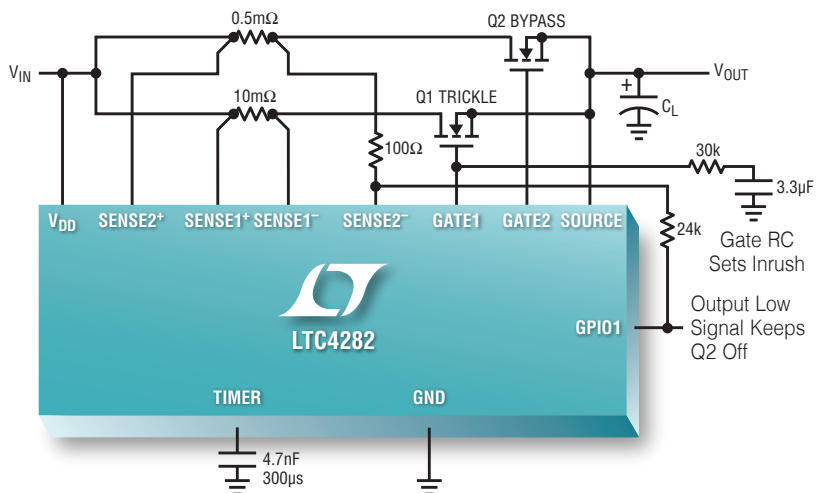 0.5mΩ
Q2 BYPASS
VIN
VOUT
10mΩ
Q1 TRICKLE
+
CL
100Ω
30k
3.3µF
VDD
SENSE2+
SENSE1+
SENSE1–
SENSE2–
GATE1
GATE2
SOURCE
24k
Gate RC
Sets Inrush
LTC4282
GPIO1
Output Low
Signal Keeps
Q2 Off
TIMER
GND
4.7nF
300µs